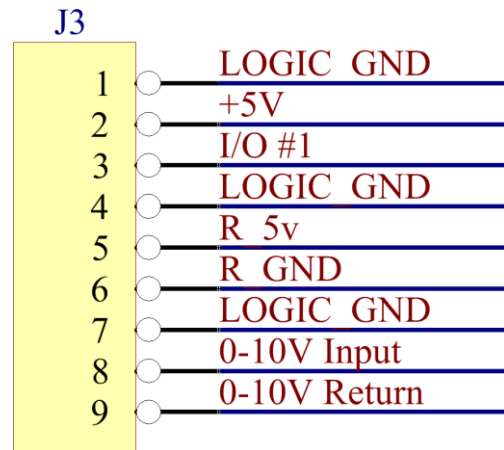 J3
1 LOGIC_GND
2 +5V
3 I/O #1
4 LOGIC_GND
5 R_5v
6 R_GND
7 LOGIC_GND
8 0-10V Input
9 0-10V Return